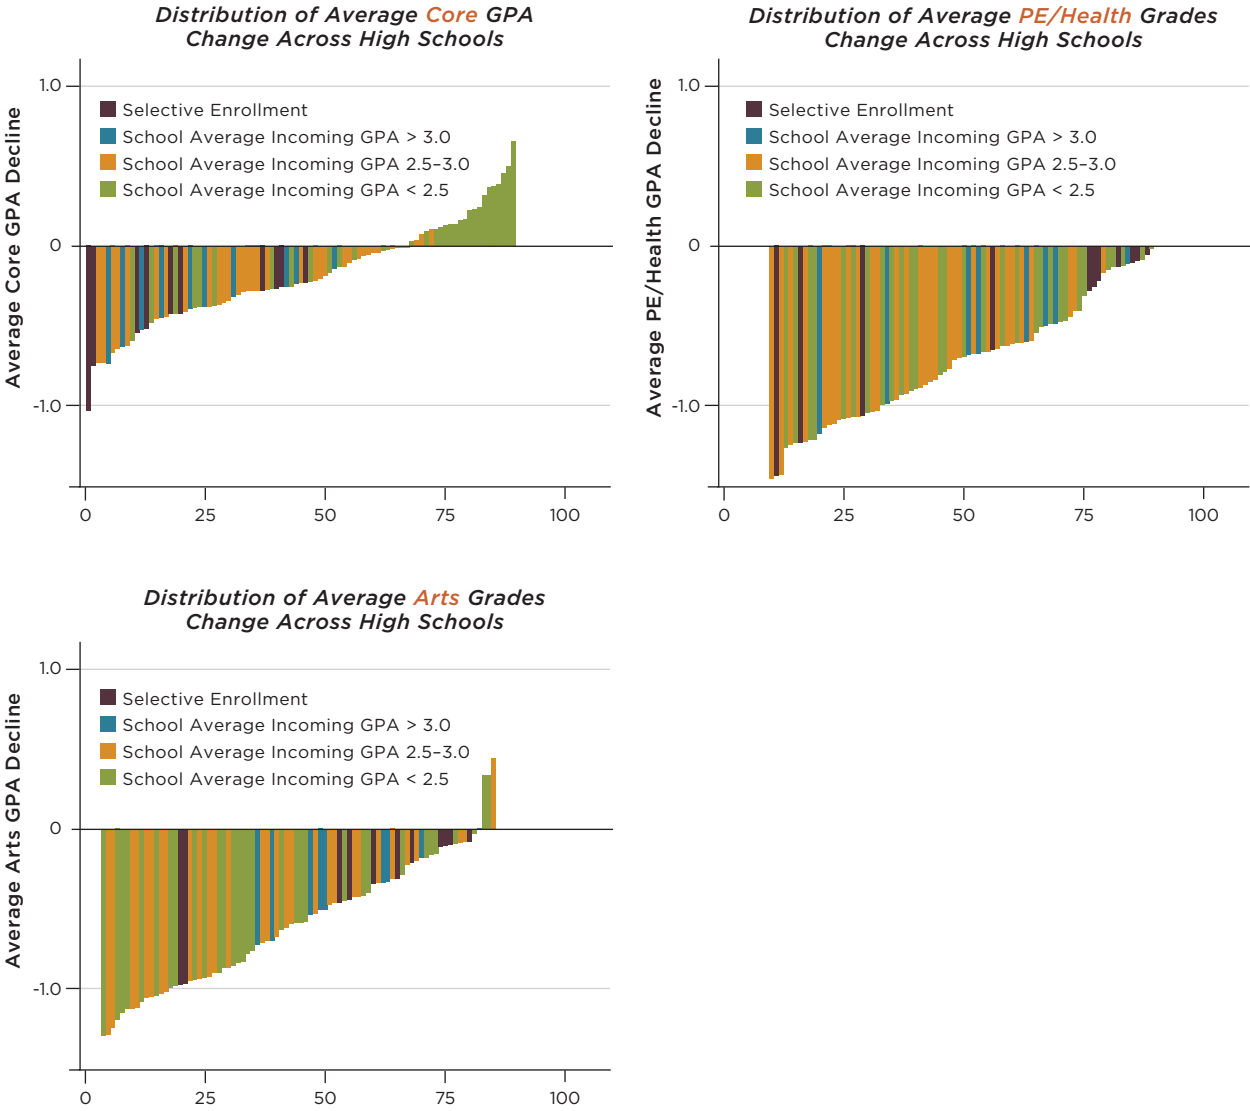 Distribution of Average Core GPA
Change Across High Schools
Average Core GPA Decline
1.0
0
-1.0
Selective Enrollment
School Average Incoming GPA > 3.0
School Average Incoming GPA 2.5–3.0
School Average Incoming GPA < 2.5
0
25
50
75
100
Distribution of Average PE/Health Grades
Change Across High Schools
Average PE/Health GPA Decline
1.0
0
-1.0
Selective Enrollment
School Average Incoming GPA > 3.0
School Average Incoming GPA 2.5–3.0
School Average Incoming GPA < 2.5
0
25
50
75
100
Distribution of Average Arts Grades
Change Across High Schools
Average Arts GPA Decline
1.0
0
-1.0
Selective Enrollment
School Average Incoming GPA > 3.0
School Average Incoming GPA 2.5–3.0
School Average Incoming GPA < 2.5
0
25
50
75
100